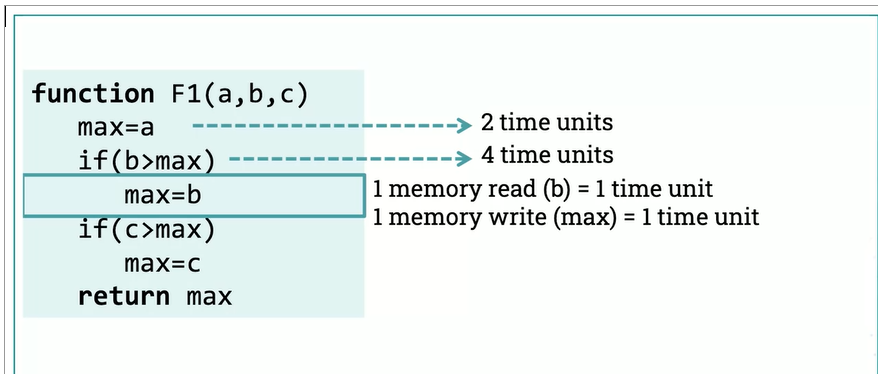 function F1(a,b,c)
max=a
2 time units
if(b>max)
4 time units
max=b
1 memory read (b) = 1 time unit
1 memory write (max) = 1 time unit
if(c>max)
max=c
return max